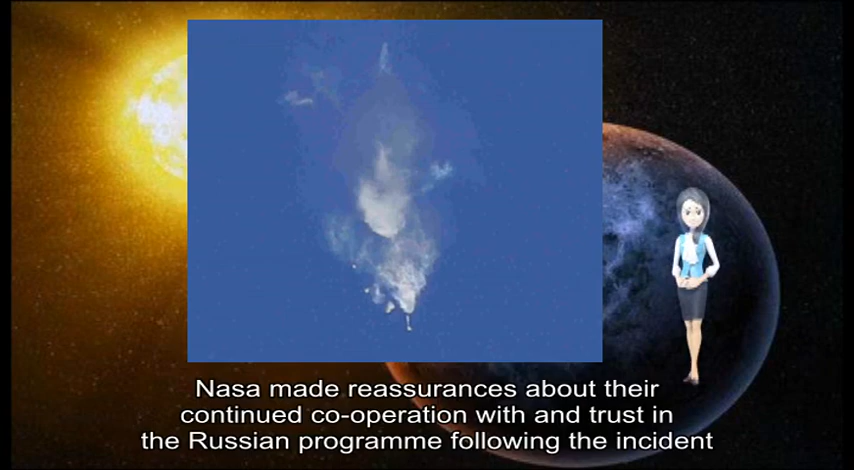 Nasa made reassurances about their
continued co-operation with and trust in
the Russian programme following the incident